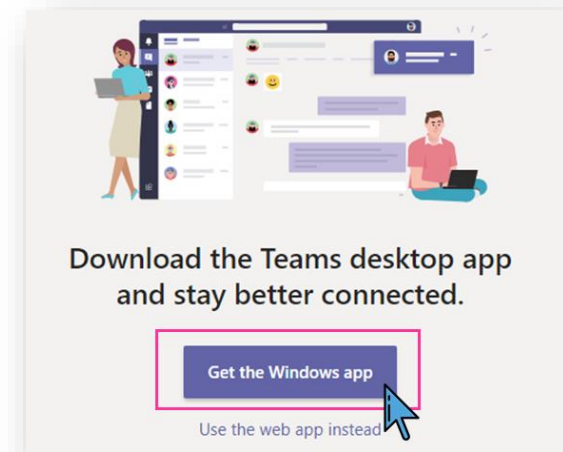 Download the Teams desktop app
and stay better connected.
Get the Windows app
Use the web app instead